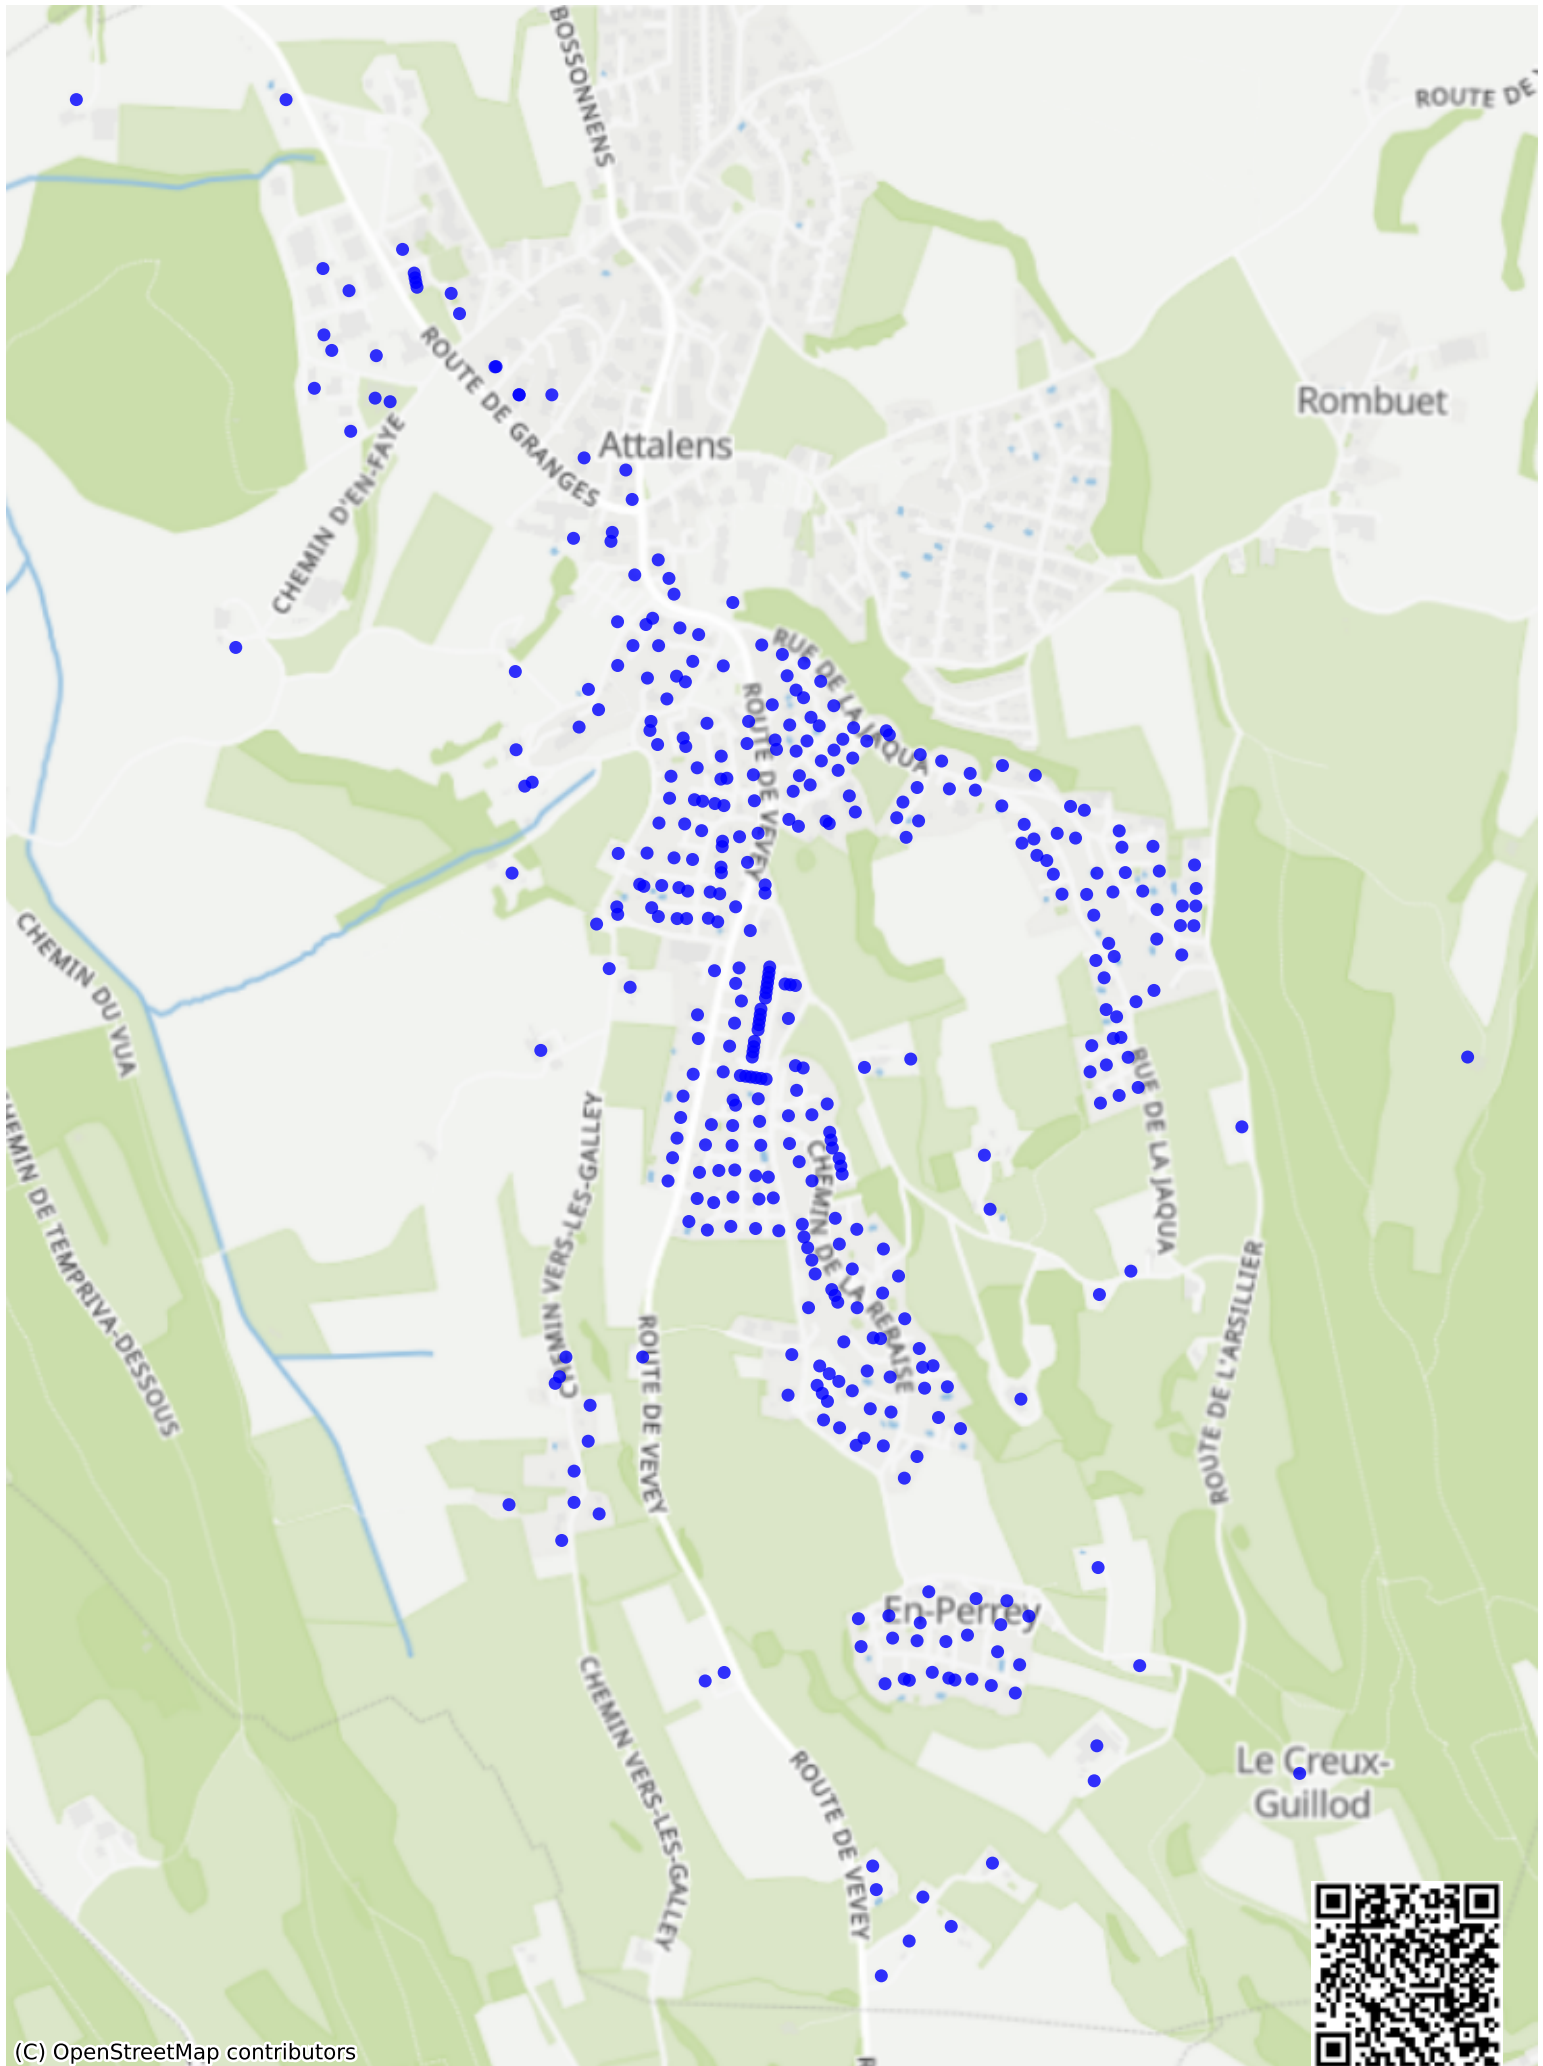 BOSSONNENS
ROUTE DE
Rombuet
ROUTE DE GRANGES
Attalens
CHEMIN D'EN-FAYE
RUE DE LA JAQUA
ROUTE DE VEVEY
CHEMIN DU VUA
CHEMIN DE TEMPRIVA-DESSOUS
CHEMIN VERS-LES-GALLEY
RUE DE LA JAQUA
CHEMIN DE LA REBAISE
ROUTE DE L'ARSILLIER
ROUTE DE VEVEY
En-Perrey
CHEMIN VERS-LES-GALLEY
ROUTE DE VEVEY
Le Creux-
Guillod
(C) OpenStreetMap contributors